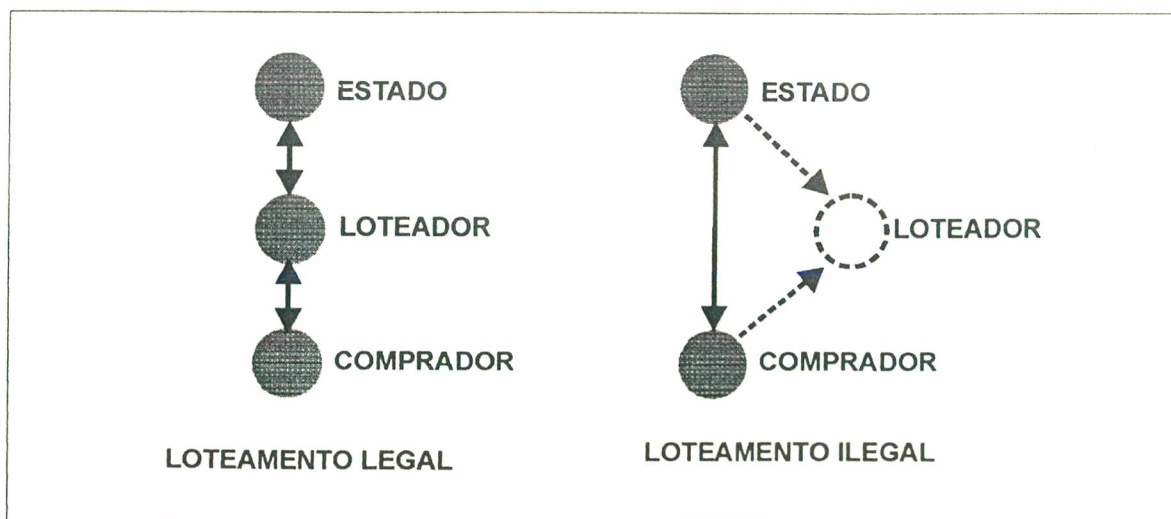 ESTADO
LOTEADOR
COMPRADOR
LOTEAMENTO LEGAL
ESTADO
LOTEADOR
COMPRADOR
LOTEAMENTO ILEGAL